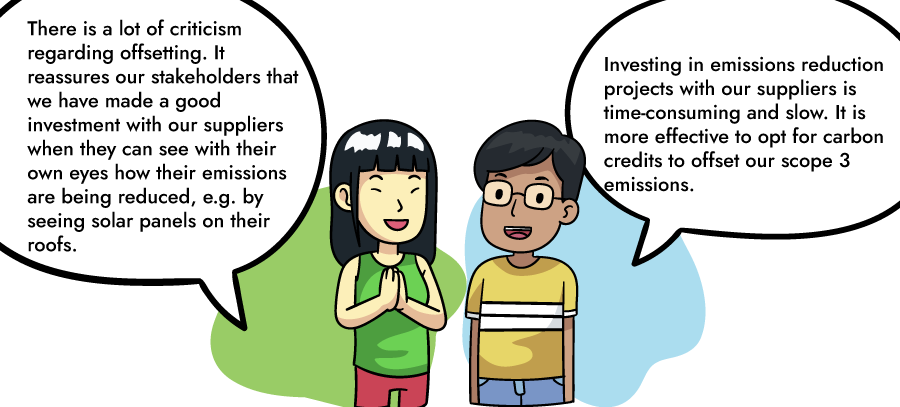 There is a lot of criticism
regarding offsetting. It
reassures our stakeholders that
we have made a good
investment with our suppliers
when they can see with their
own eyes how their emissions
are being reduced, e.g. by
seeing solar panels on their
roofs.
Investing in emissions reduction
projects with our suppliers is
time-consuming and slow. It is
more effective to opt for carbon
credits to offset our scope 3
emissions.